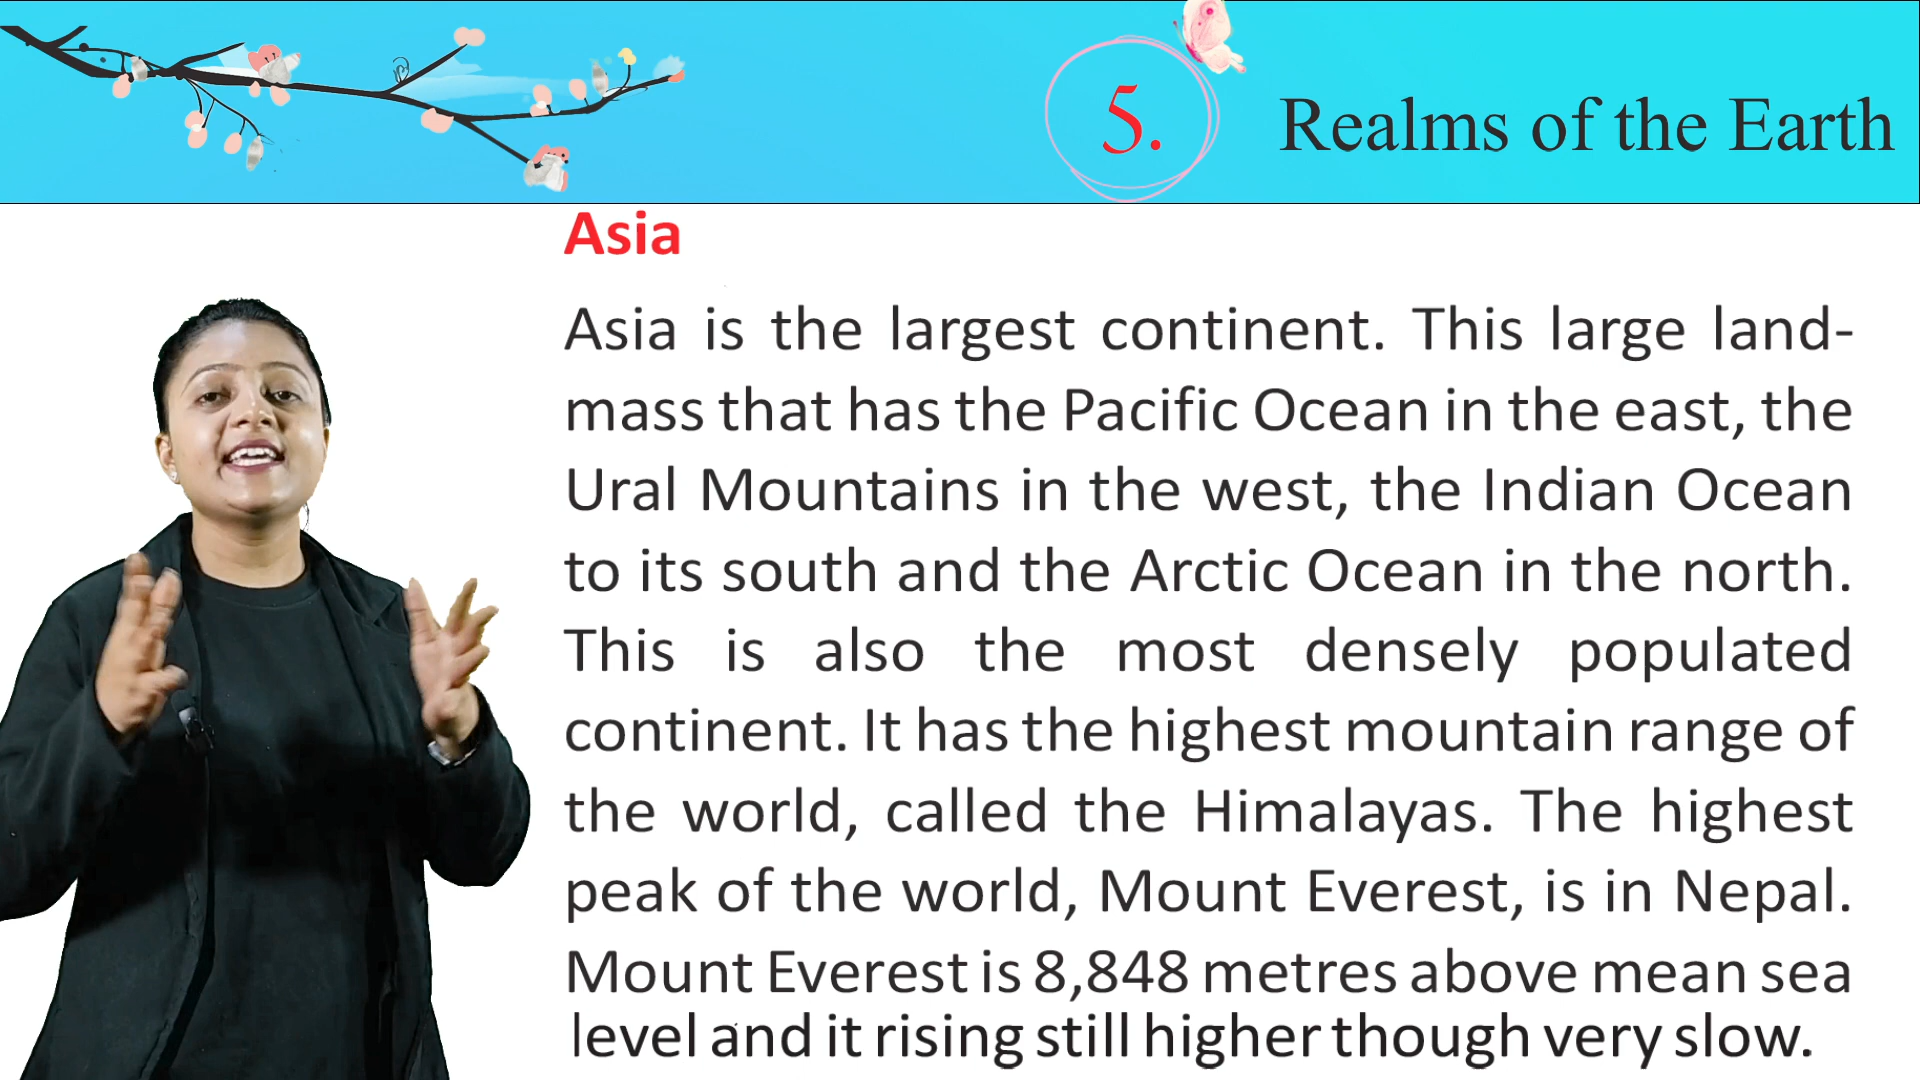 5. Realms of the Earth
Asia
Asia is the largest continent. This large land-
mass that has the Pacific Ocean in the east, the
Ural Mountains in the west, the Indian Ocean
to its south and the Arctic Ocean in the north.
This is also the most densely populated
continent. It has the highest mountain range of
the world, called the Himalayas. The highest
peak of the world, Mount Everest, is in Nepal.
Mount Everest is 8,848 metres above mean sea
level and it rising still higher though very slow.